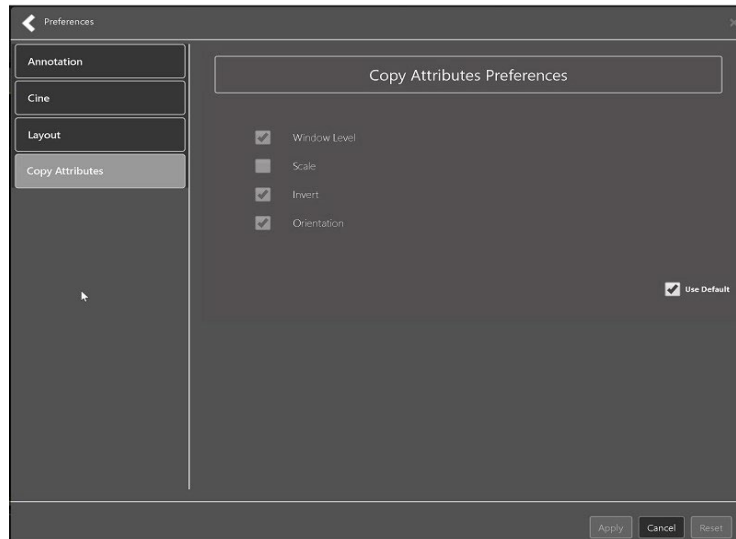 Preferences
Annotation
Cine
Layout
Copy Attributes
Copy Attributes Preferences
Window Level
Scale
Invert
Orientation
Use Default
Apply Cancel Reset